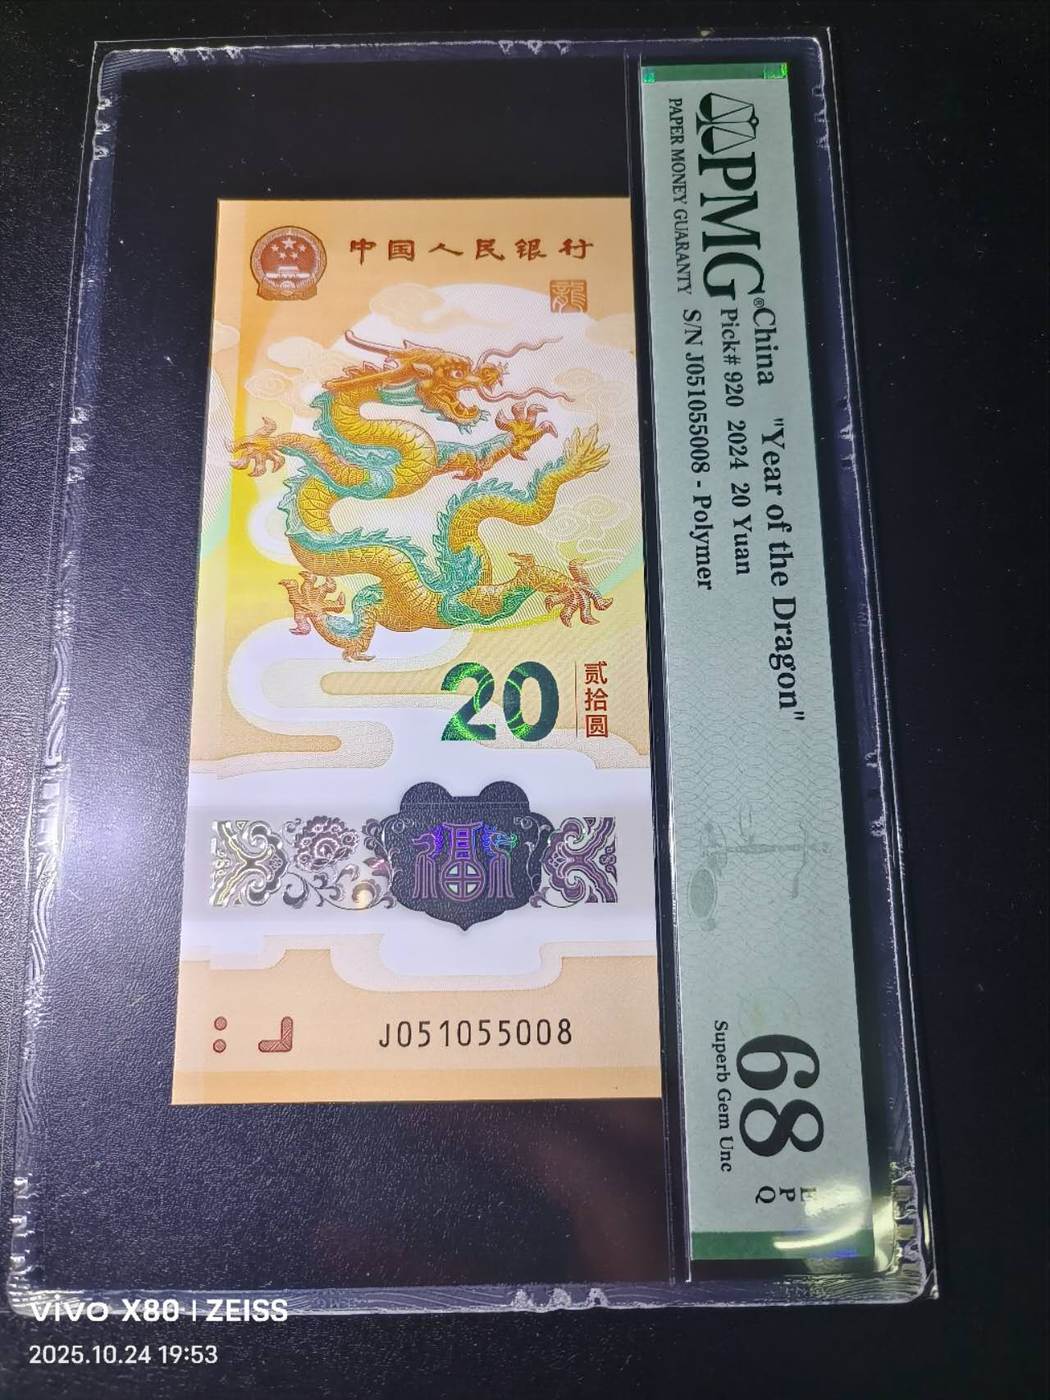 中国人民银行
龍
20
贰拾圆
福
J051055008
PMG®
PAPER MONEY GUARANTY
China "Year of the Dragon"
Pick# 920 2024 20 Yuan
S/N J051055008 - Polymer
68
EPQ
Superb Gem Unc
vivo X80 | ZEISS
2025.10.24 19:53